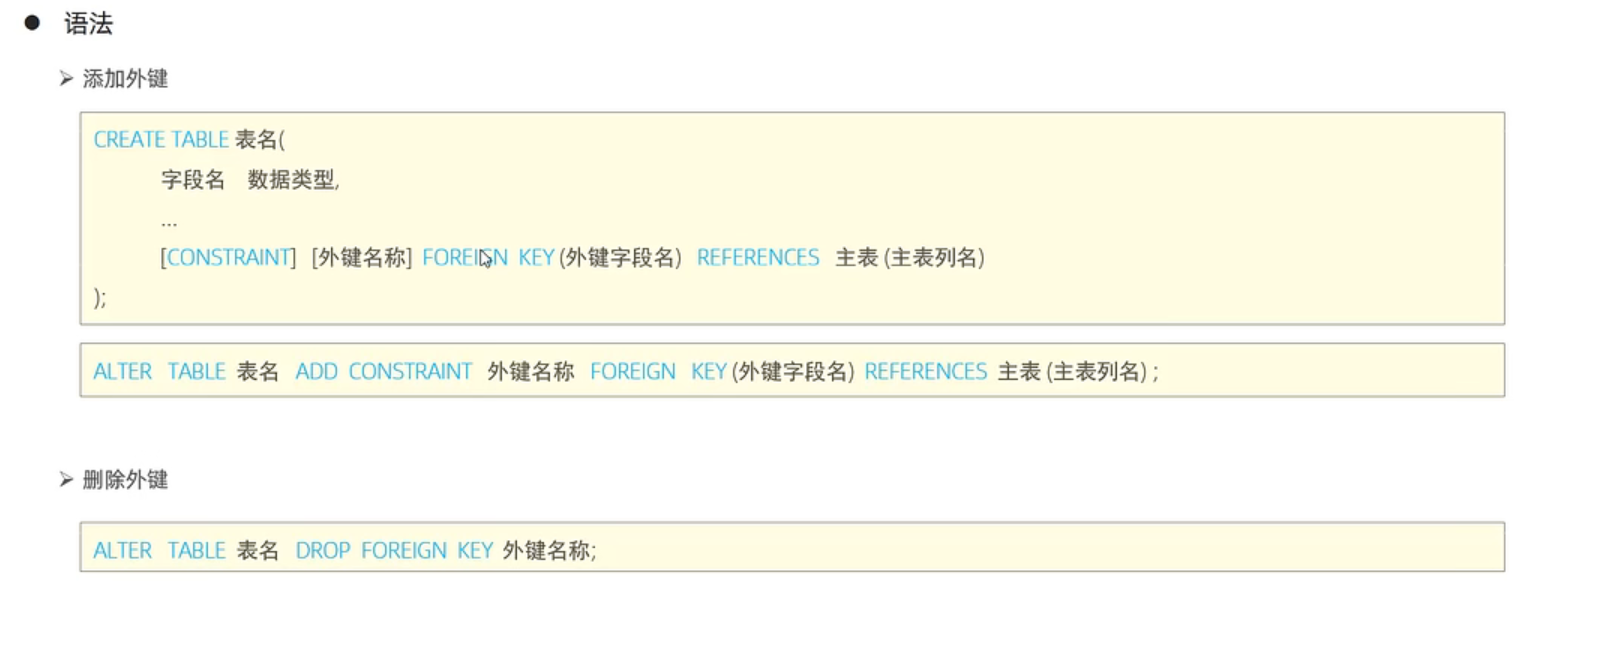 语法
添加外键
CREATE TABLE 表名(
字段名 数据类型,
...
[CONSTRAINT] [外键名称] FOREIGN KEY (外键字段名) REFERENCES 主表 (主表列名)
);
ALTER TABLE 表名 ADD CONSTRAINT 外键名称 FOREIGN KEY (外键字段名) REFERENCES 主表 (主表列名) ;
删除外键
ALTER TABLE 表名 DROP FOREIGN KEY 外键名称;